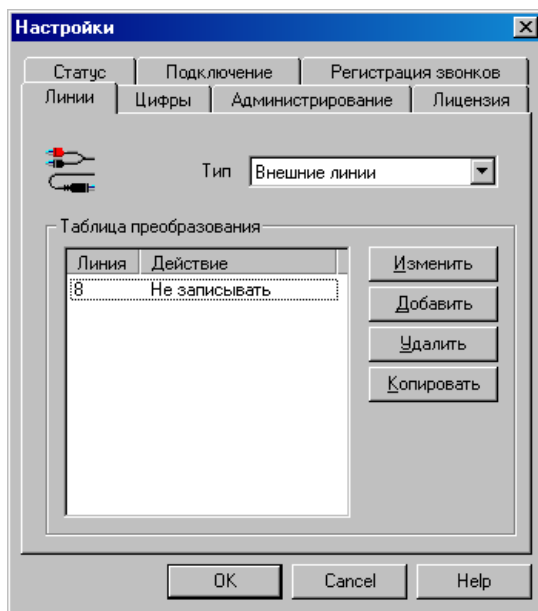 Настройки
Статус Подключение Регистрация звонков
Линии Цифры Администрирование Лицензия
Тип Внешние линии
Таблица преобразования
Линия Действие
8 Не записывать
Изменить
Добавить
Удалить
Копировать
OK Cancel Help